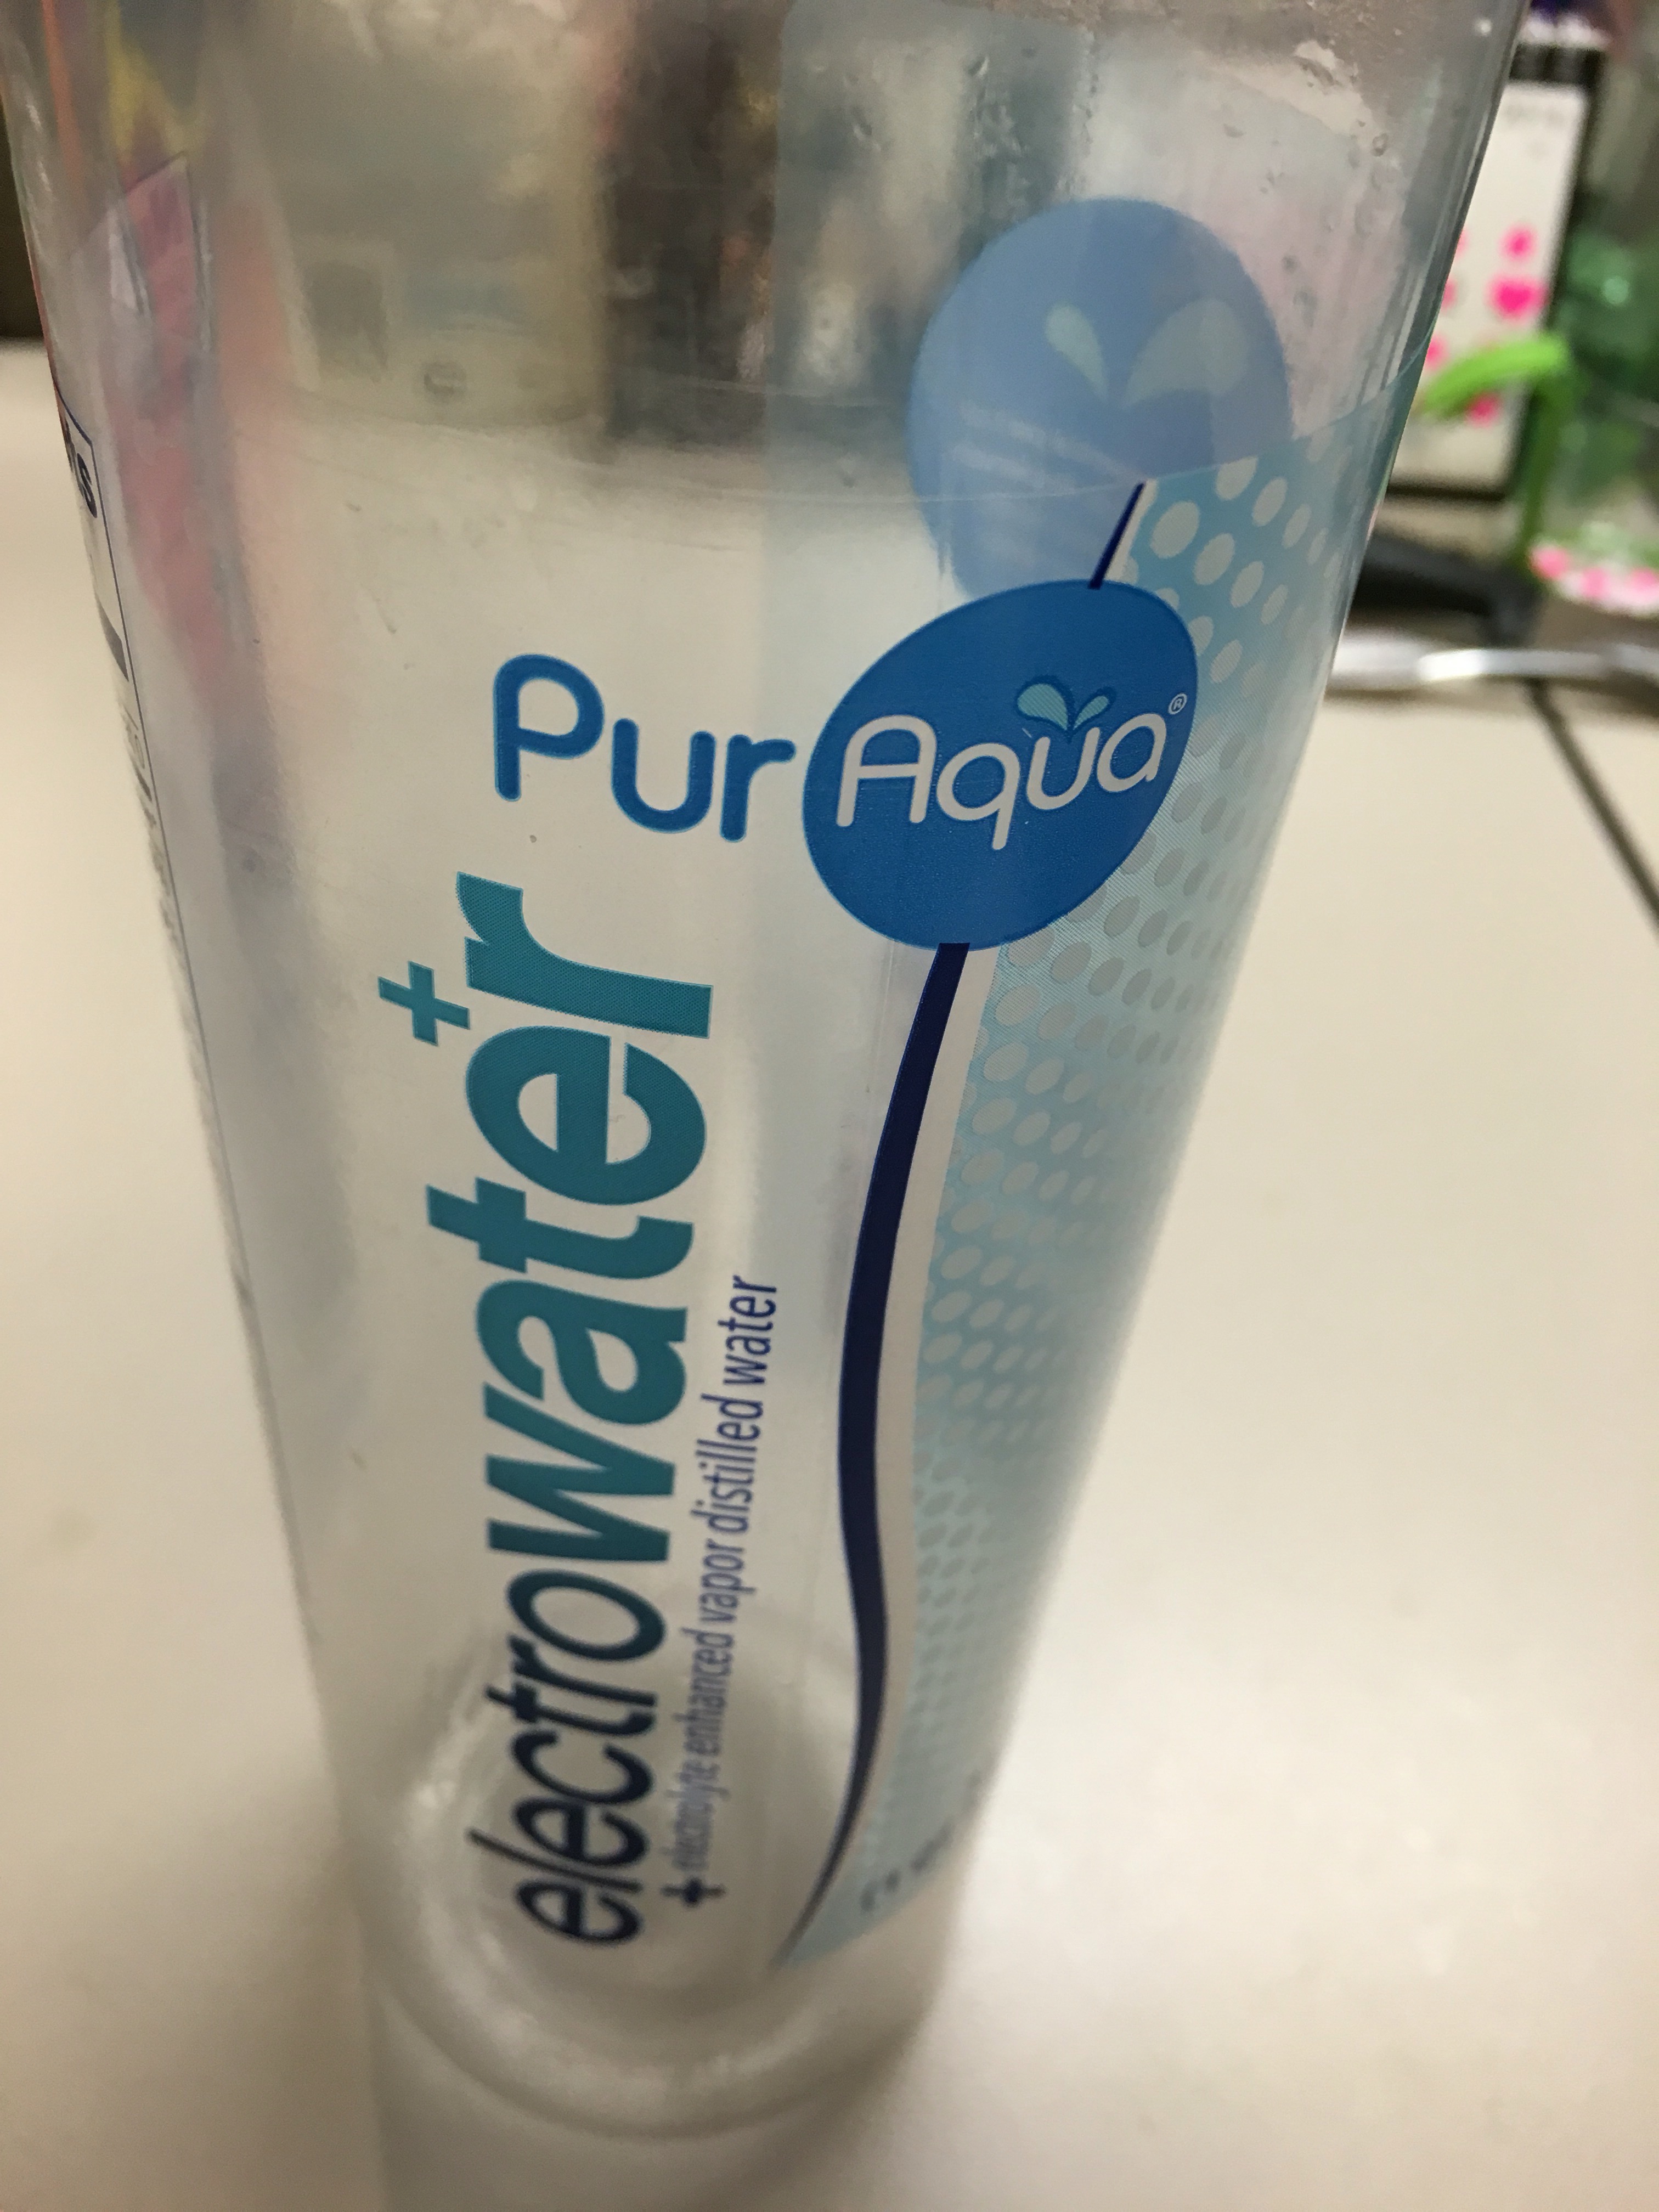 PurAqua®
electrowater+
+ electrolyte enhanced vapor distilled water